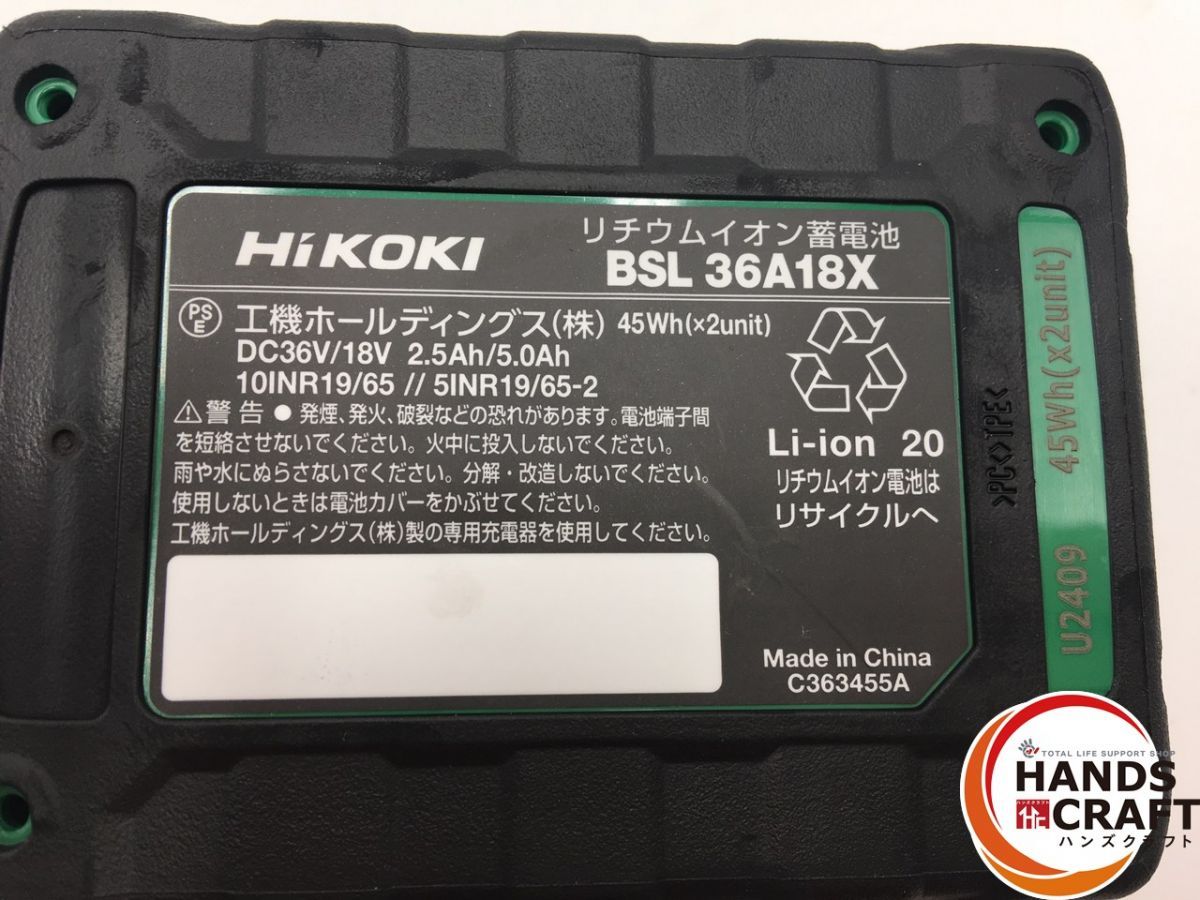 HiKOKI
リチウムイオン蓄電池
BSL 36A18X
PS
E
工機ホールディングス(株) 45Wh(×2unit)
DC36V/18V 2.5Ah/5.0Ah
10INR19/65 // 5INR19/65-2
⚠警告 ● 発煙、発火、破裂などの恐れがあります。電池端子間
を短絡させないでください。火中に投入しないでください。
雨や水にぬらさないでください。分解・改造しないでください。
使用しないときは電池カバーをかぶせてください。
工機ホールディングス(株)製の専用充電器を使用してください。
Li-ion 20
リチウムイオン電池は
リサイクルへ
Made in China
C363455A
>PC<>TPE<
U2409 45Wh(x2unit)
TOTAL LIFE SUPPORT SHOP
HANDS
ハンズクラフト
CRAFT
ハンズクラフト